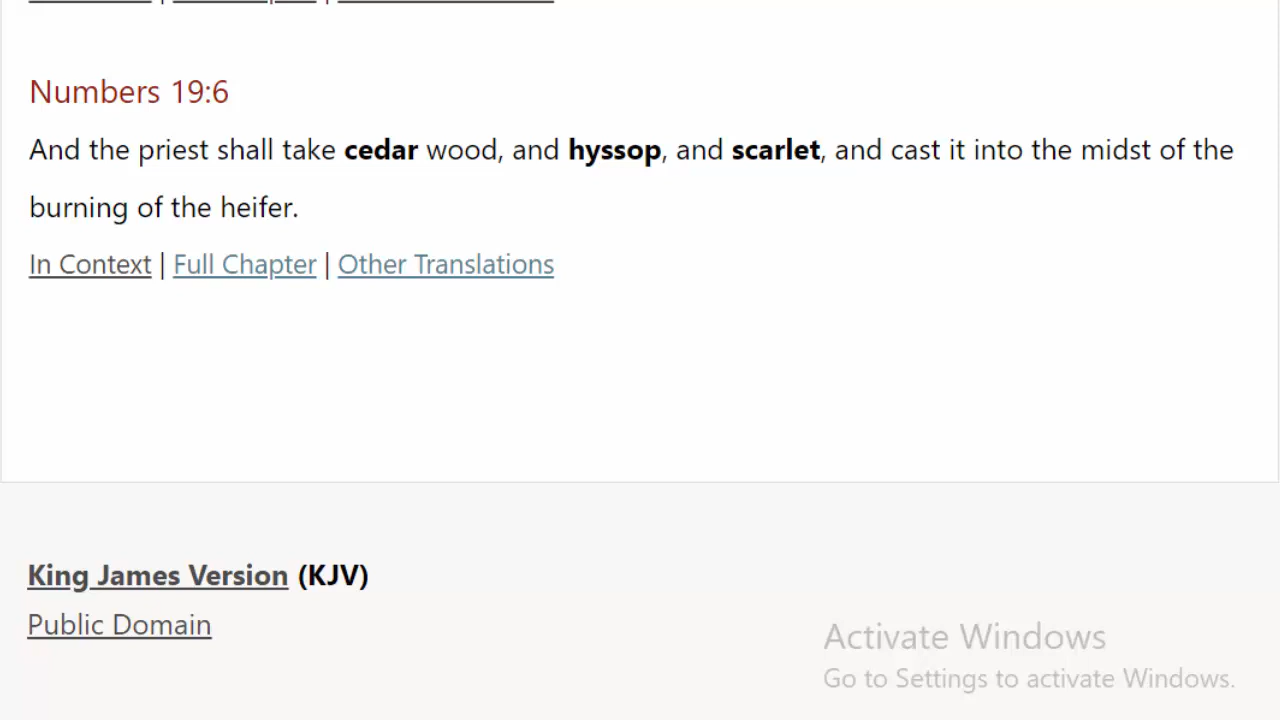 Numbers 19:6
And the priest shall take cedar wood, and hyssop, and scarlet, and cast it into the midst of the
burning of the heifer.
In Context | Full Chapter | Other Translations
King James Version (KJV)
Public Domain
Activate Windows
Go to Settings to activate Windows.